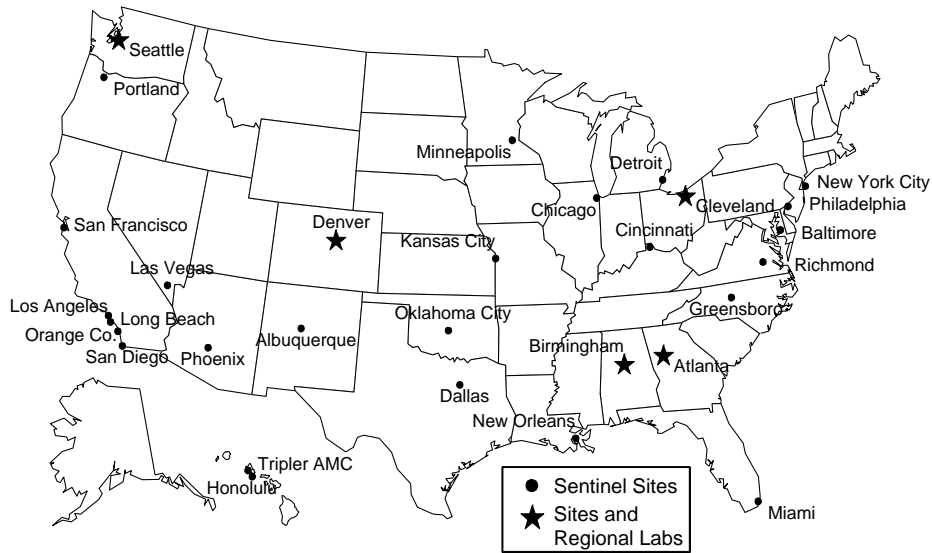 Seattle
Portland
Minneapolis
Detroit
New York City
Cleveland
Philadelphia
Chicago
San Francisco
Denver
Cincinnati
Baltimore
Kansas City
Las Vegas
Richmond
Los Angeles
Long Beach
Oklahoma City
Greensboro
Orange Co.
Albuquerque
San Diego
Phoenix
Birmingham
Atlanta
Dallas
New Orleans
Tripler AMC
Honolulu
Miami
Sentinel Sites
Sites and
Regional Labs